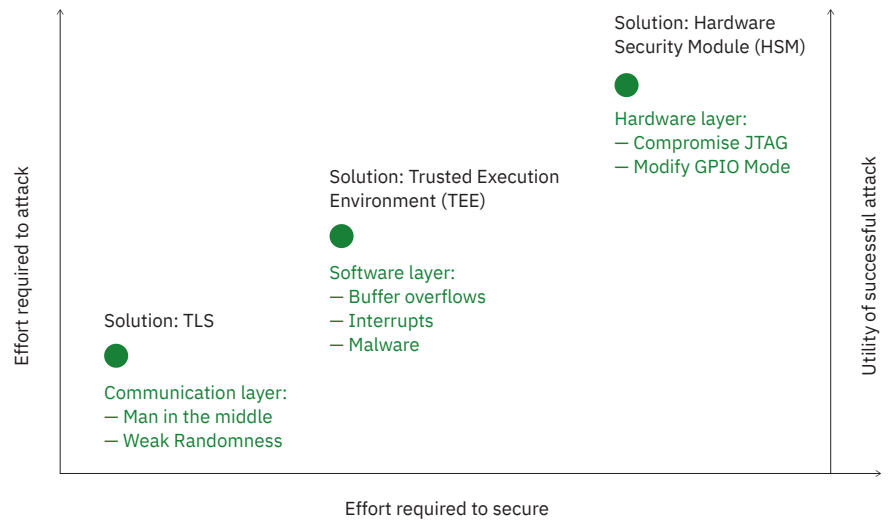 Solution: Hardware
Security Module (HSM)
Hardware layer:
— Compromise JTAG
— Modify GPIO Mode
Solution: Trusted Execution
Environment (TEE)
Software layer:
— Buffer overflows
— Interrupts
— Malware
Solution: TLS
Communication layer:
— Man in the middle
— Weak Randomness
Effort required to attack
Utility of successful attack
Effort required to secure